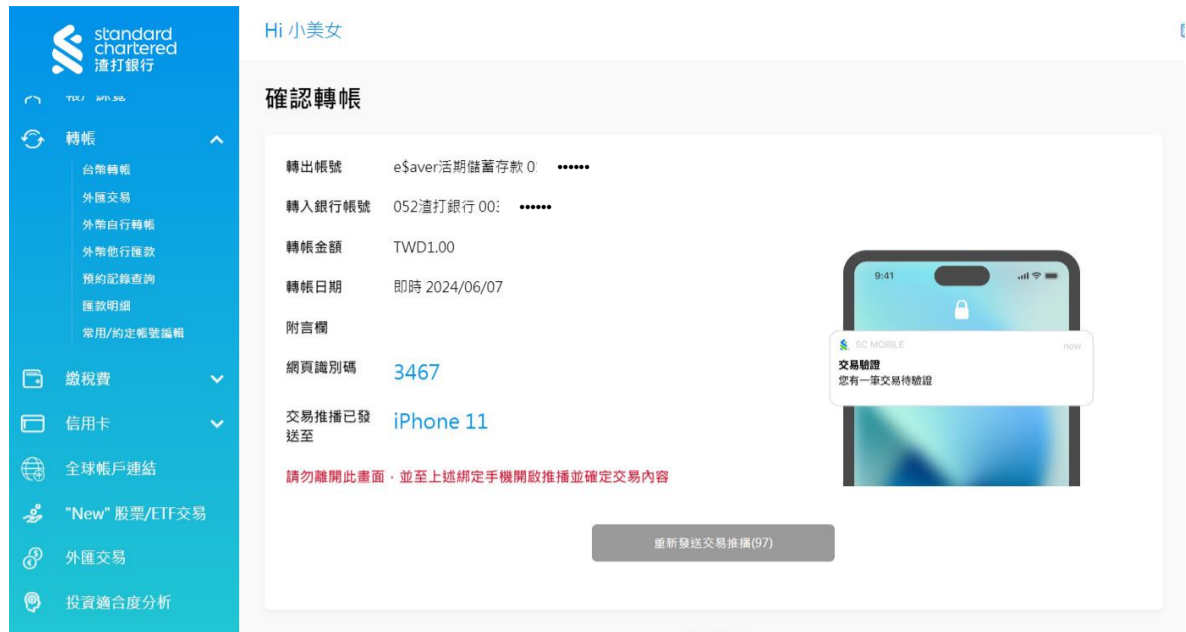 standard
chartered
渣打銀行
轉帳
台幣轉帳
外匯交易
外幣自行轉帳
外幣他行匯款
預約記錄查詢
匯款明細
常用/約定帳號編輯
繳稅費
信用卡
全球帳戶連結
"New" 股票/ETF交易
外匯交易
投資適合度分析
Hi 小美女
確認轉帳
轉出帳號 e$aver活期儲蓄存款 0 ••••••
轉入銀行帳號 052渣打銀行 003 ••••••
轉帳金額 TWD1.00
轉帳日期 即時 2024/06/07
附言欄
網頁識別碼 3467
交易推播已發
送至 iPhone 11
請勿離開此畫面，並至上述綁定手機開啟推播並確定交易內容
重新發送交易推播(97)
9:41
SC MOBILE now
交易驗證
您有一筆交易待驗證